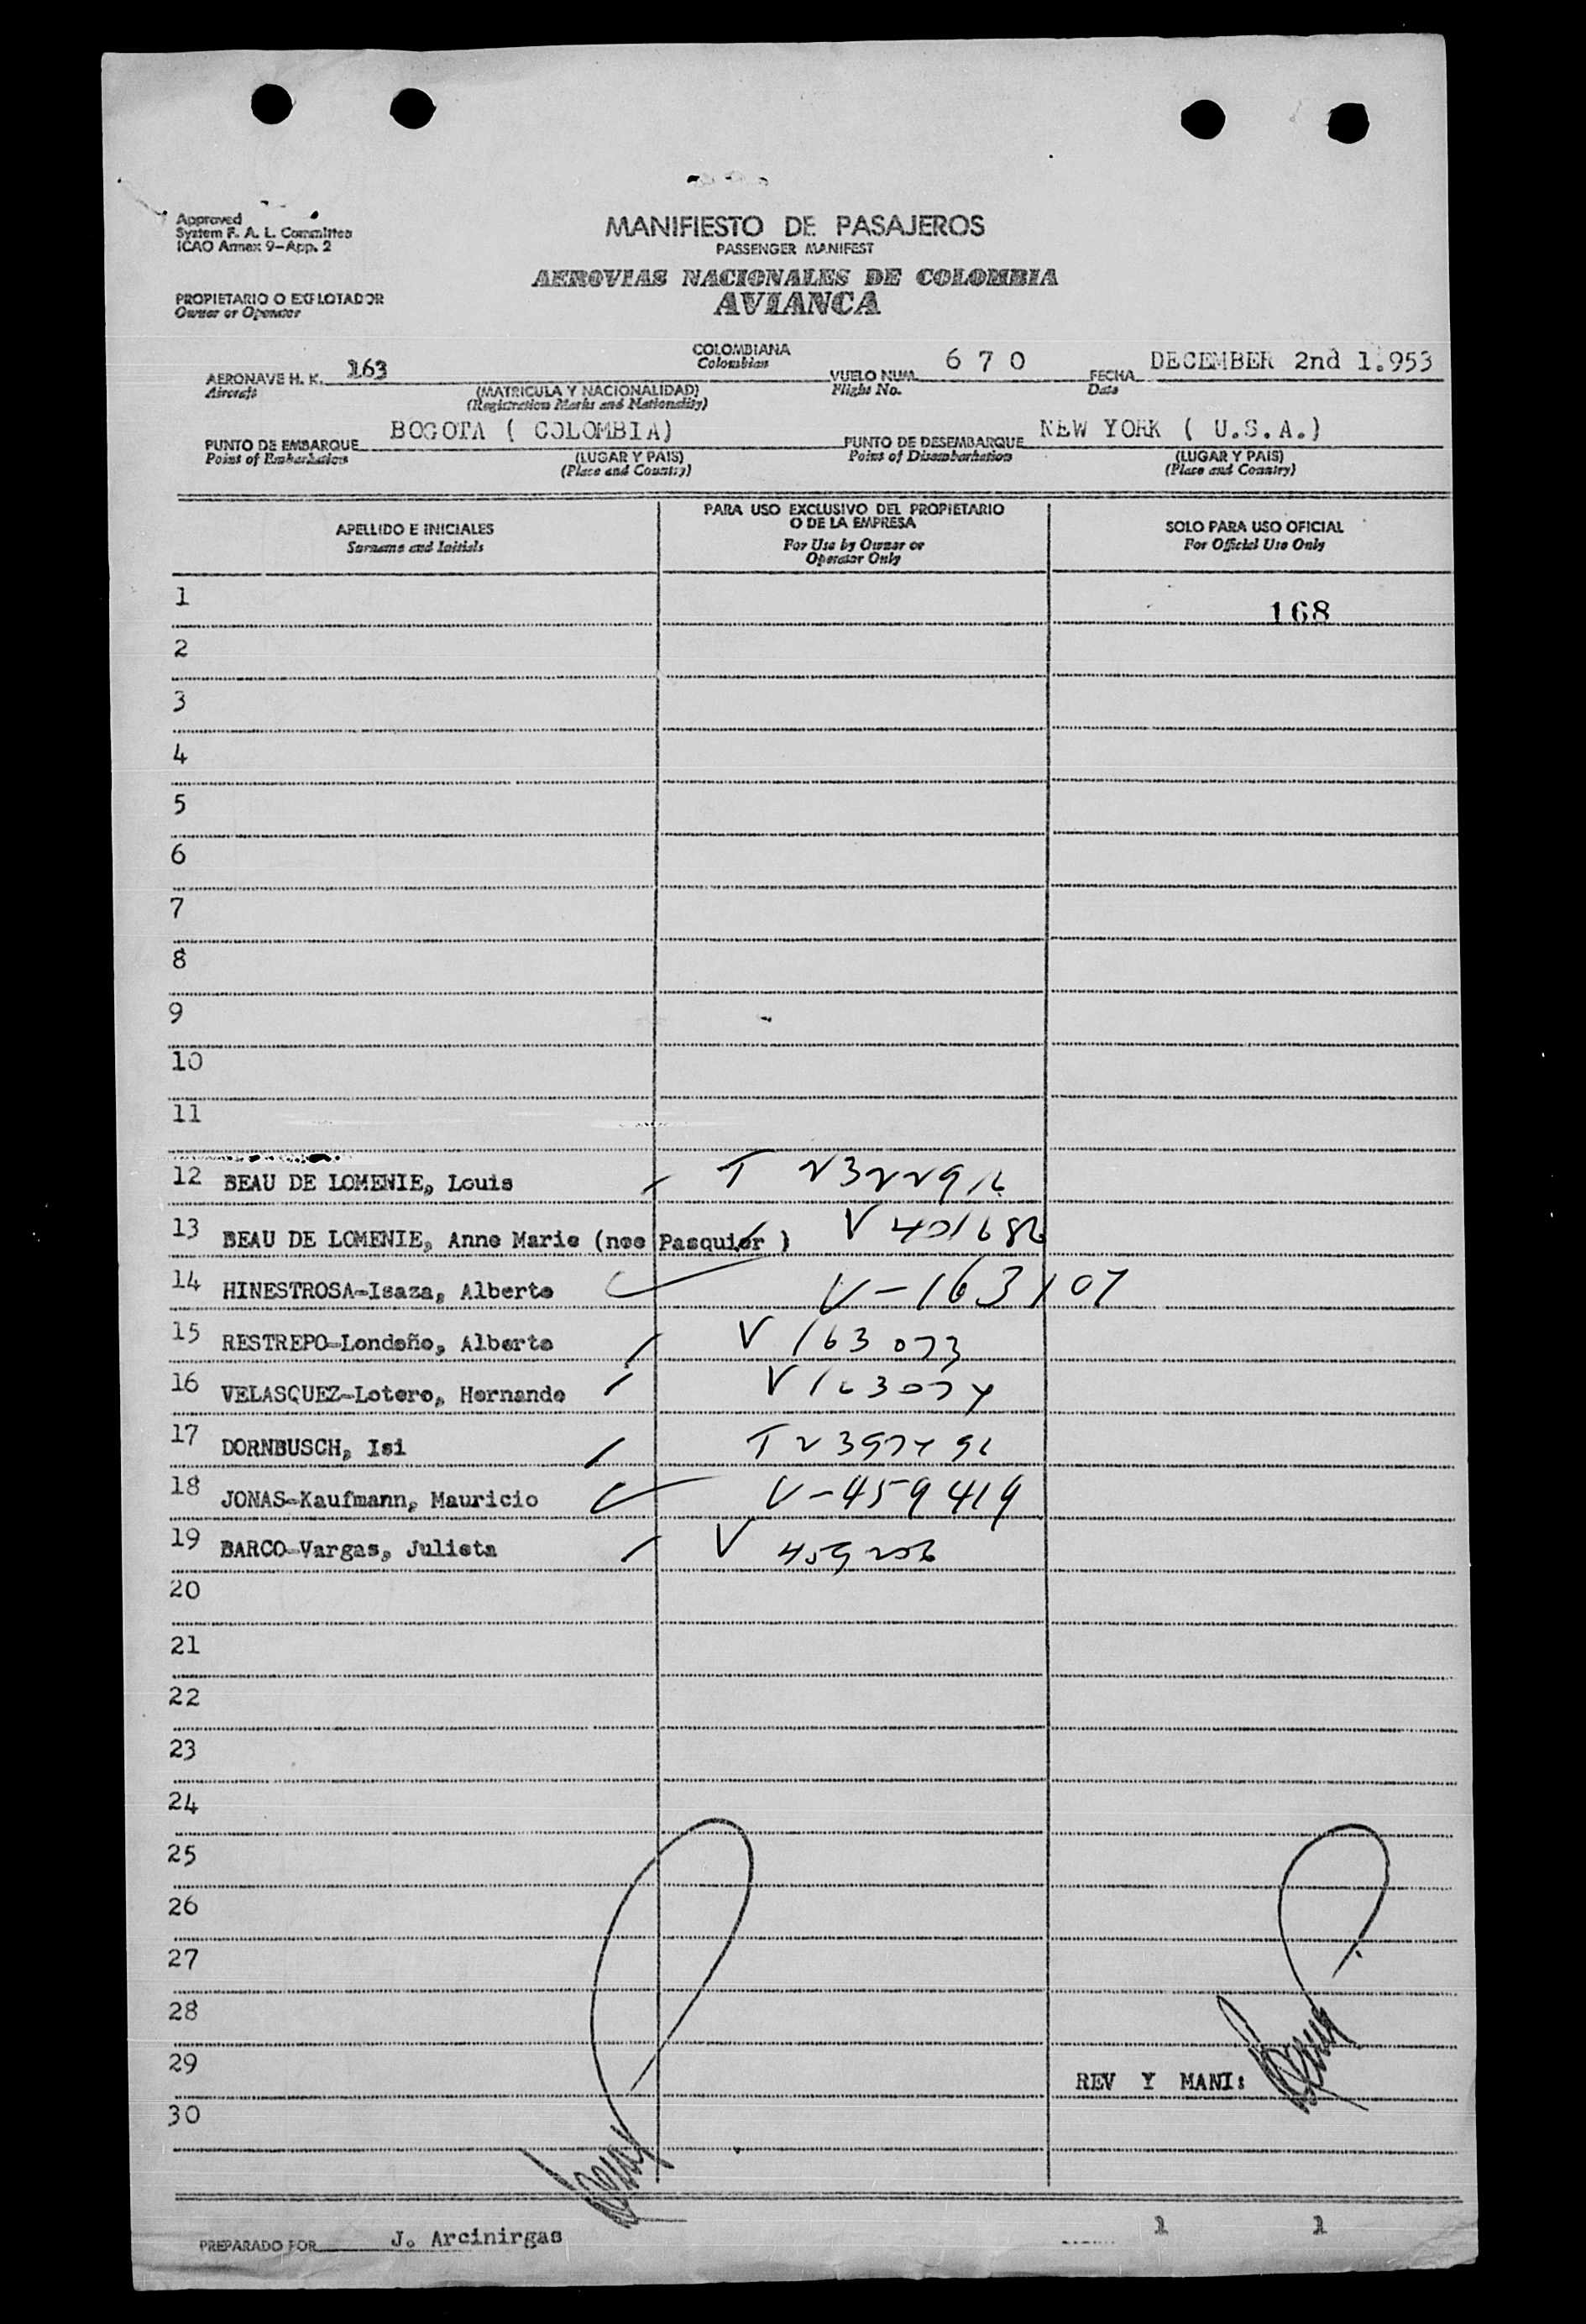 Approved
System F. A. L. Committee
ICAO Annex 9-App. 2
MANIFIESTO DE PASAJEROS
PASSENGER MANIFEST
AEROVIAS NACIONALES DE COLOMBIA
AVIANCA
PROPIETARIO O EXPLOTADOR
Owner or Operator
AERONAVE H. K. 163 COLOMBIANA VUELO NUM. 6 7 0 FECHA DECEMBER 2nd 1.953
Aircraft Colombian Flight No. Date
(MATRICULA Y NACIONALIDAD)
(Registration Marks and Nationality)
PUNTO DE EMBARQUE BOGOTA ( COLOMBIA) PUNTO DE DESEMBARQUE NEW YORK ( U.S.A.)
Point of Embarkation (LUGAR Y PAIS) Point of Disembarkation (LUGAR Y PAIS)
(Place and Country) (Place and Country)
APELLIDO E INICIALES
Surname and Initials
PARA USO EXCLUSIVO DEL PROPIETARIO
O DE LA EMPRESA
For Use by Owner or
Operator Only
SOLO PARA USO OFICIAL
For Official Use Only
1 168
2
3
4
5
6
7
8
9
10
11
12 BEAU DE LOMENIE, Louis T
13 BEAU DE LOMENIE, Anne Marie (nee Pasquier ) V 401682
14 HINESTROSA-Isaza, Alberto V-163107
15 RESTREPO-Londoño, Alberto V 163073
16 VELASQUEZ-Lotero, Hernando V 163074
17 DORNBUSCH, Isi T
18 JONAS-Kaufmann, Mauricio V-459419
19 BARCO-Vargas, Julieta V 459256
20
21
22
23
24
25
26
27
28
29 REV Y MANI:
30
PREPARADO POR J. Arcinirgas 1 1